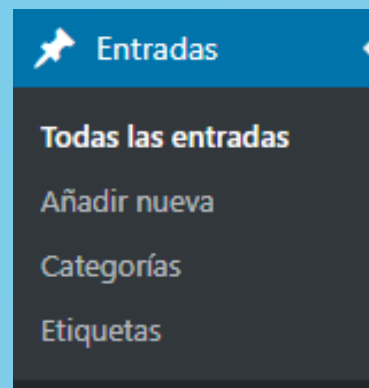 Entradas
Todas las entradas
Añadir nueva
Categorías
Etiquetas